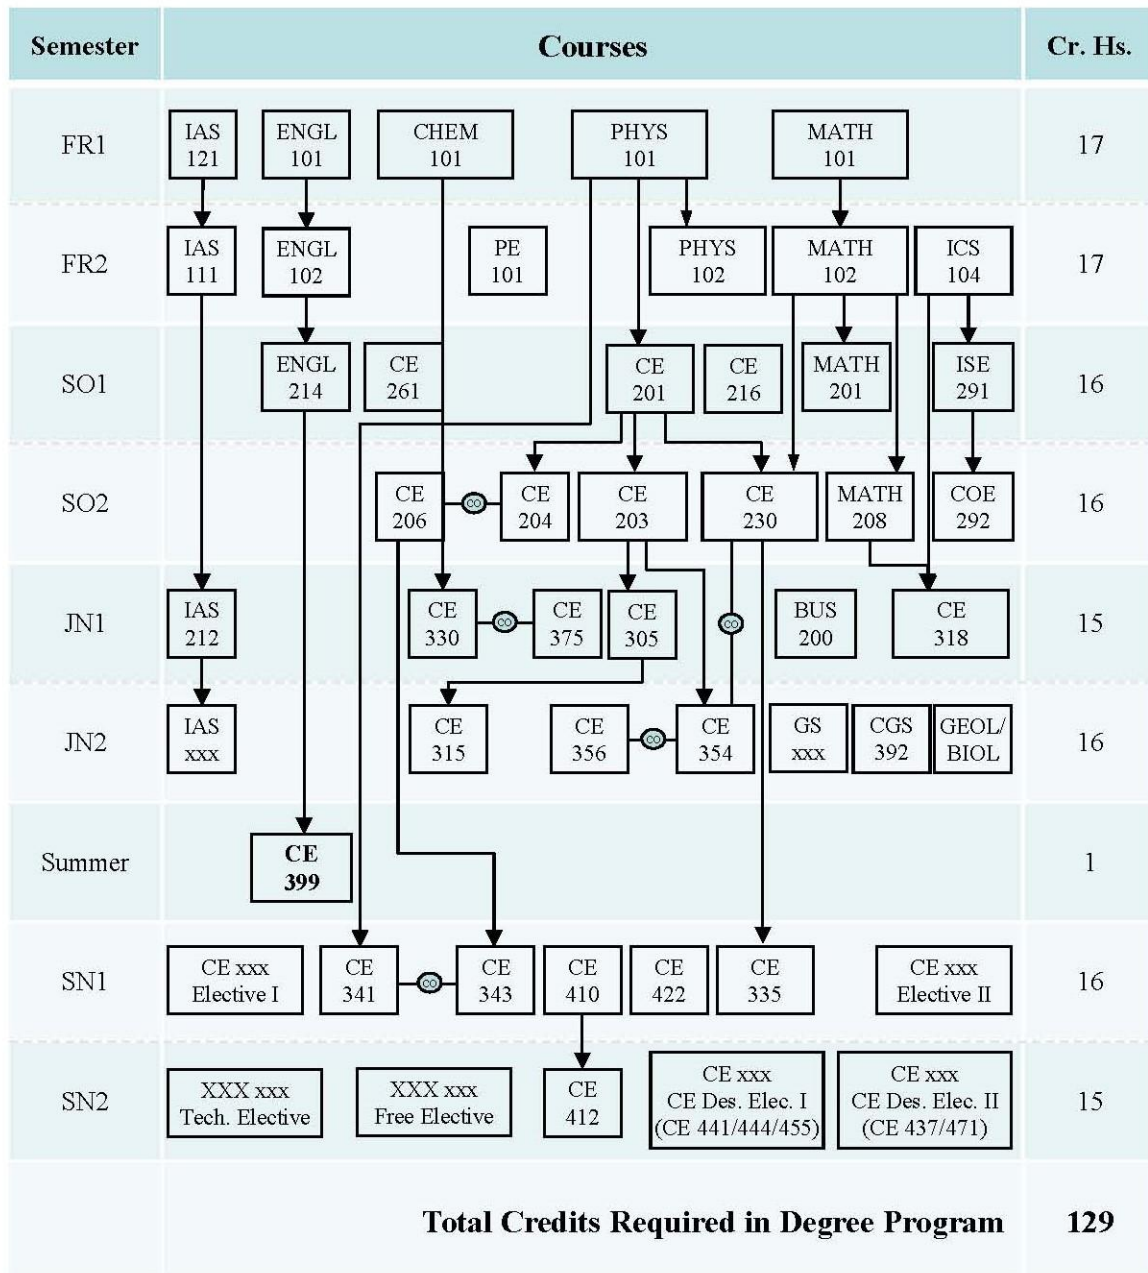 Semester
Courses
Cr. Hs.
FR1
IAS
121
ENGL
101
CHEM
101
PHYS
101
MATH
101
17
FR2
IAS
111
ENGL
102
PE
101
PHYS
102
MATH
102
ICS
104
17
SO1
ENGL
214
CE
261
CE
201
CE
216
MATH
201
ISE
291
16
SO2
CE
206
co
CE
204
CE
203
CE
230
MATH
208
COE
292
16
JN1
IAS
212
CE
330
co
CE
375
CE
305
co
BUS
200
CE
318
15
JN2
IAS
xxx
CE
315
CE
356
co
CE
354
GS
xxx
CGS
392
GEOL/
BIOL
16
Summer
CE
399
1
SN1
CE xxx
Elective I
CE
341
co
CE
343
CE
410
CE
422
CE
335
CE xxx
Elective II
16
SN2
XXX xxx
Tech. Elective
XXX xxx
Free Elective
CE
412
CE xxx
CE Des. Elec. I
(CE 441/444/455)
CE xxx
CE Des. Elec. II
(CE 437/471)
15
Total Credits Required in Degree Program
129